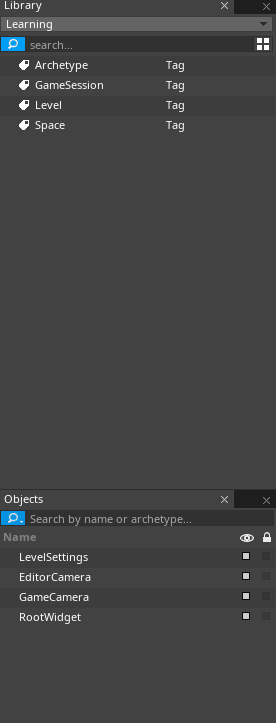 Library
Learning
search...
Archetype Tag
GameSession Tag
Level Tag
Space Tag
Objects
Search by name or archetype...
Name
LevelSettings
EditorCamera
GameCamera
RootWidget